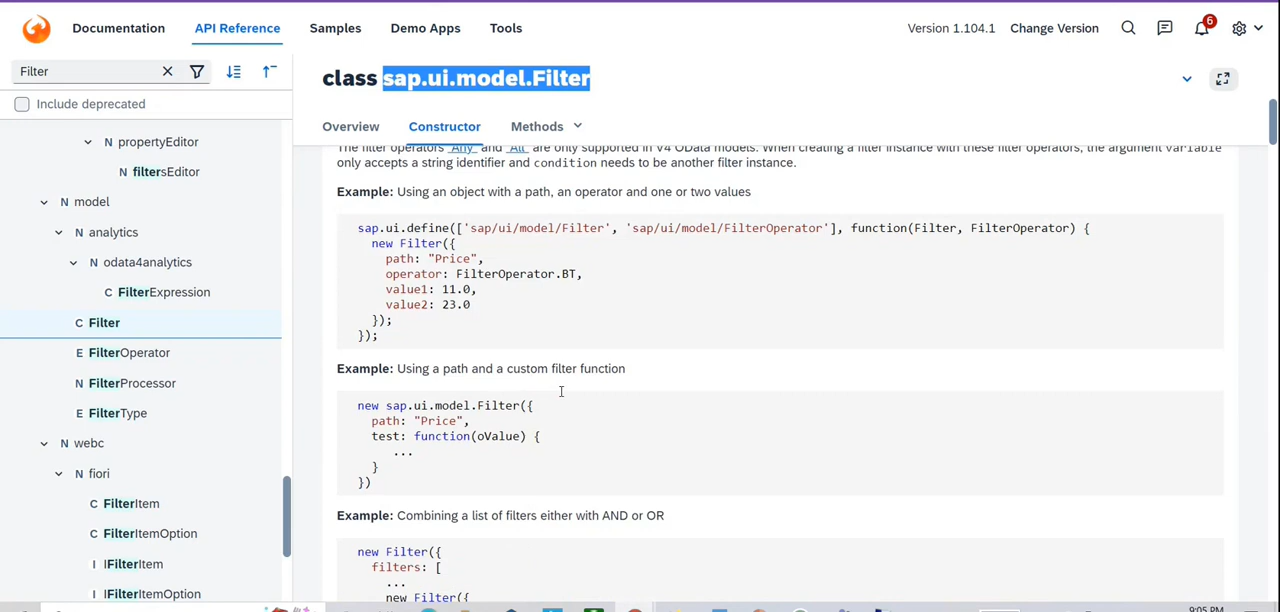 Documentation API Reference Samples Demo Apps Tools Version 1.104.1 Change Version 6
Filter
Include deprecated
N propertyEditor
N filtersEditor
N model
N analytics
N odata4analytics
C FilterExpression
C Filter
E FilterOperator
N FilterProcessor
E FilterType
N webc
N fiori
C FilterItem
C FilterItemOption
I IFilterItem
I IFilterItemOption
class sap.ui.model.Filter
Overview Constructor Methods
The filter operators "Any" and "All" are only supported in V4 OData models. When creating a filter instance with these filter operators, the argument variable
only accepts a string identifier and condition needs to be another filter instance.
Example: Using an object with a path, an operator and one or two values
sap.ui.define(['sap/ui/model/Filter', 'sap/ui/model/FilterOperator'], function(Filter, FilterOperator) {
new Filter({
path: "Price",
operator: FilterOperator.BT,
value1: 11.0,
value2: 23.0
});
});
Example: Using a path and a custom filter function
new sap.ui.model.Filter({
path: "Price",
test: function(oValue) {
...
}
})
Example: Combining a list of filters either with AND or OR
new Filter({
filters: [
...
new Filter({
9:05 PM